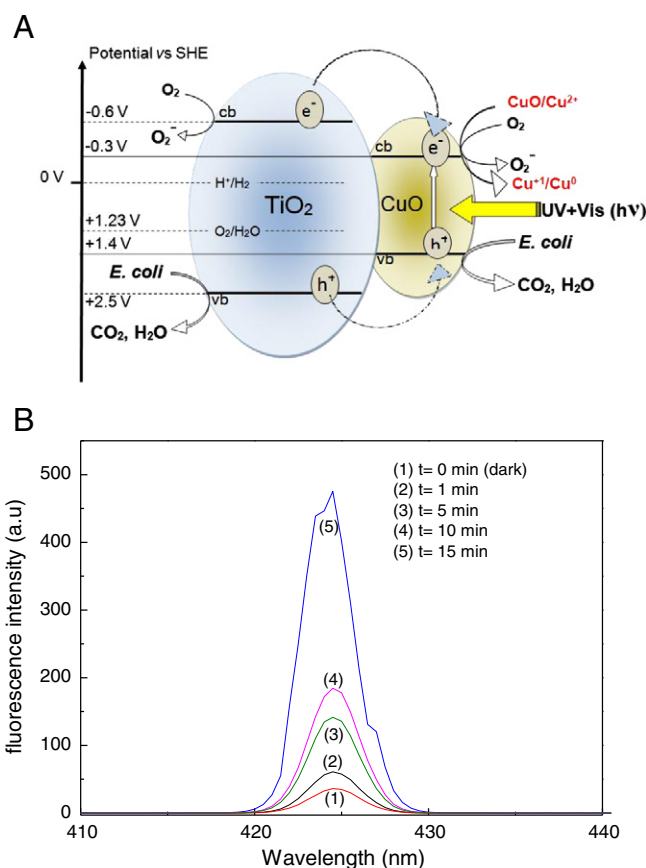 A
Potential vs SHE
O₂
-0.6 V
cb
e⁻
CuO/Cu²⁺
O₂⁻
O₂
-0.3 V
cb
e⁻
O₂⁻
0 V
H⁺/H₂
Cu⁺¹/Cu⁰
TiO₂
CuO
UV+Vis (hν)
+1.23 V
O₂/H₂O
+1.4 V
h⁺
E. coli
vb
E. coli
h⁺
CO₂, H₂O
+2.5 V
vb
CO₂, H₂O
B
500
400
300
200
100
0
fluorescence intensity (a.u)
(1) t= 0 min (dark)
(2) t= 1 min
(3) t= 5 min
(4) t= 10 min
(5) t= 15 min
(5)
(4)
(3)
(2)
(1)
410
420
430
440
Wavelength (nm)